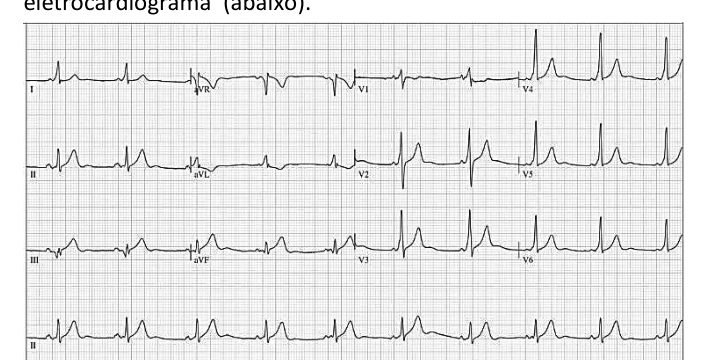 eletrocardiograma (abaixo).
I
aVR
V1
V4
II
aVL
V2
V5
III
aVF
V3
V6
II